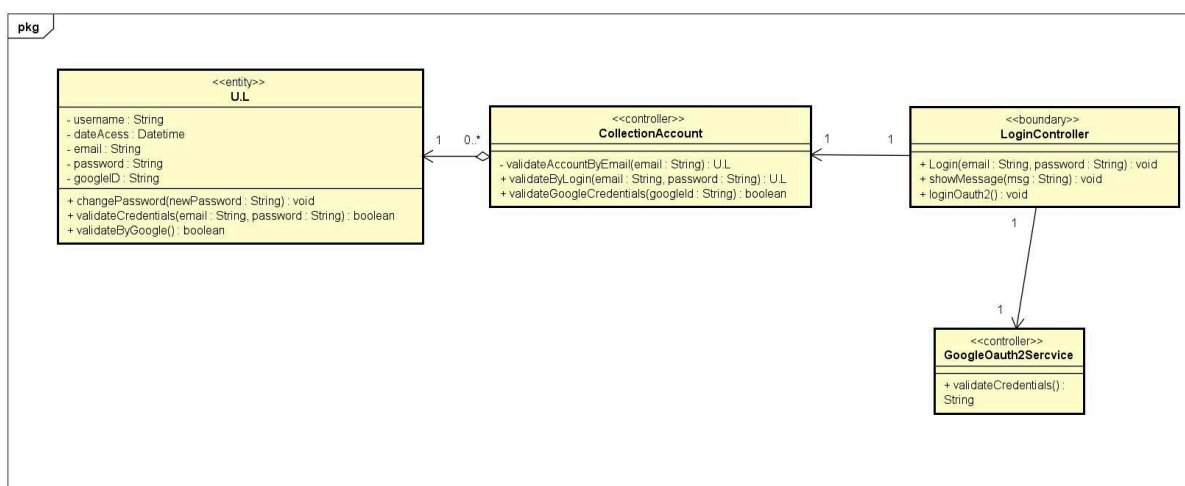 pkg
<<entity>>
U.L
- username : String
- dateAcess : Datetime
- email : String
- password : String
- googleID : String
+ changePassword(newPassword : String) : void
+ validateCredentials(email : String, password : String) : boolean
+ validateByGoogle() : boolean
1
0..*
<<controller>>
CollectionAccount
- validateAccountByEmail(email : String) : U.L
+ validateByLogin(email : String, password : String) : U.L
+ validateGoogleCredentials(googleId : String) : boolean
1
1
<<boundary>>
LoginController
+ Login(email : String, password : String) : void
+ showMessage(msg : String) : void
+ loginOauth2() : void
1
1
<<controller>>
GoogleOauth2Sercvice
+ validateCredentials() :
String